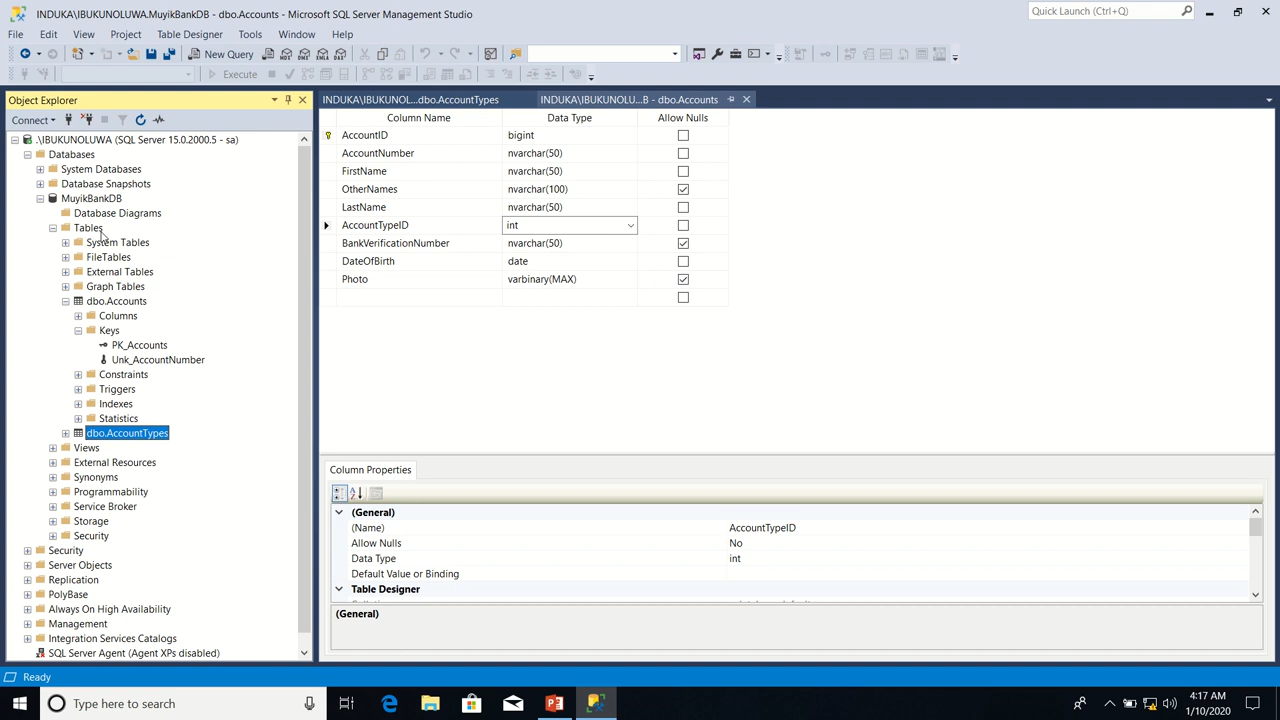 INDUKA\IBUKUNOLUWA.MuyikBankDB - dbo.Accounts - Microsoft SQL Server Management Studio
Quick Launch (Ctrl+Q)
File Edit View Project Table Designer Tools Window Help
New Query
Execute
Object Explorer
INDUKA\IBUKUNOL...dbo.AccountTypes
INDUKA\IBUKUNOLU...B - dbo.Accounts
Connect
.\IBUKUNOLUWA (SQL Server 15.0.2000.5 - sa)
Databases
System Databases
Database Snapshots
MuyikBankDB
Database Diagrams
Tables
System Tables
FileTables
External Tables
Graph Tables
dbo.Accounts
Columns
Keys
PK_Accounts
Unk_AccountNumber
Constraints
Triggers
Indexes
Statistics
dbo.AccountTypes
Views
External Resources
Synonyms
Programmability
Service Broker
Storage
Security
Security
Server Objects
Replication
PolyBase
Always On High Availability
Management
Integration Services Catalogs
SQL Server Agent (Agent XPs disabled)
Column Name Data Type Allow Nulls
AccountID bigint
AccountNumber nvarchar(50)
FirstName nvarchar(50)
OtherNames nvarchar(100)
LastName nvarchar(50)
AccountTypeID int
BankVerificationNumber nvarchar(50)
DateOfBirth date
Photo varbinary(MAX)
Column Properties
(General)
(Name) AccountTypeID
Allow Nulls No
Data Type int
Default Value or Binding
Table Designer
(General)
Ready
Type here to search
4:17 AM
1/10/2020